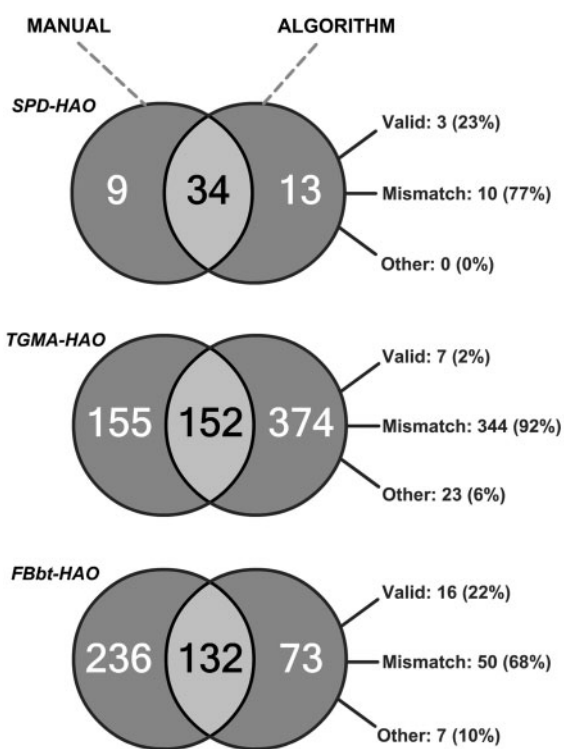 MANUAL ALGORITHM
SPD-HAO
9 34 13
Valid: 3 (23%)
Mismatch: 10 (77%)
Other: 0 (0%)
TGMA-HAO
155 152 374
Valid: 7 (2%)
Mismatch: 344 (92%)
Other: 23 (6%)
FBbt-HAO
236 132 73
Valid: 16 (22%)
Mismatch: 50 (68%)
Other: 7 (10%)